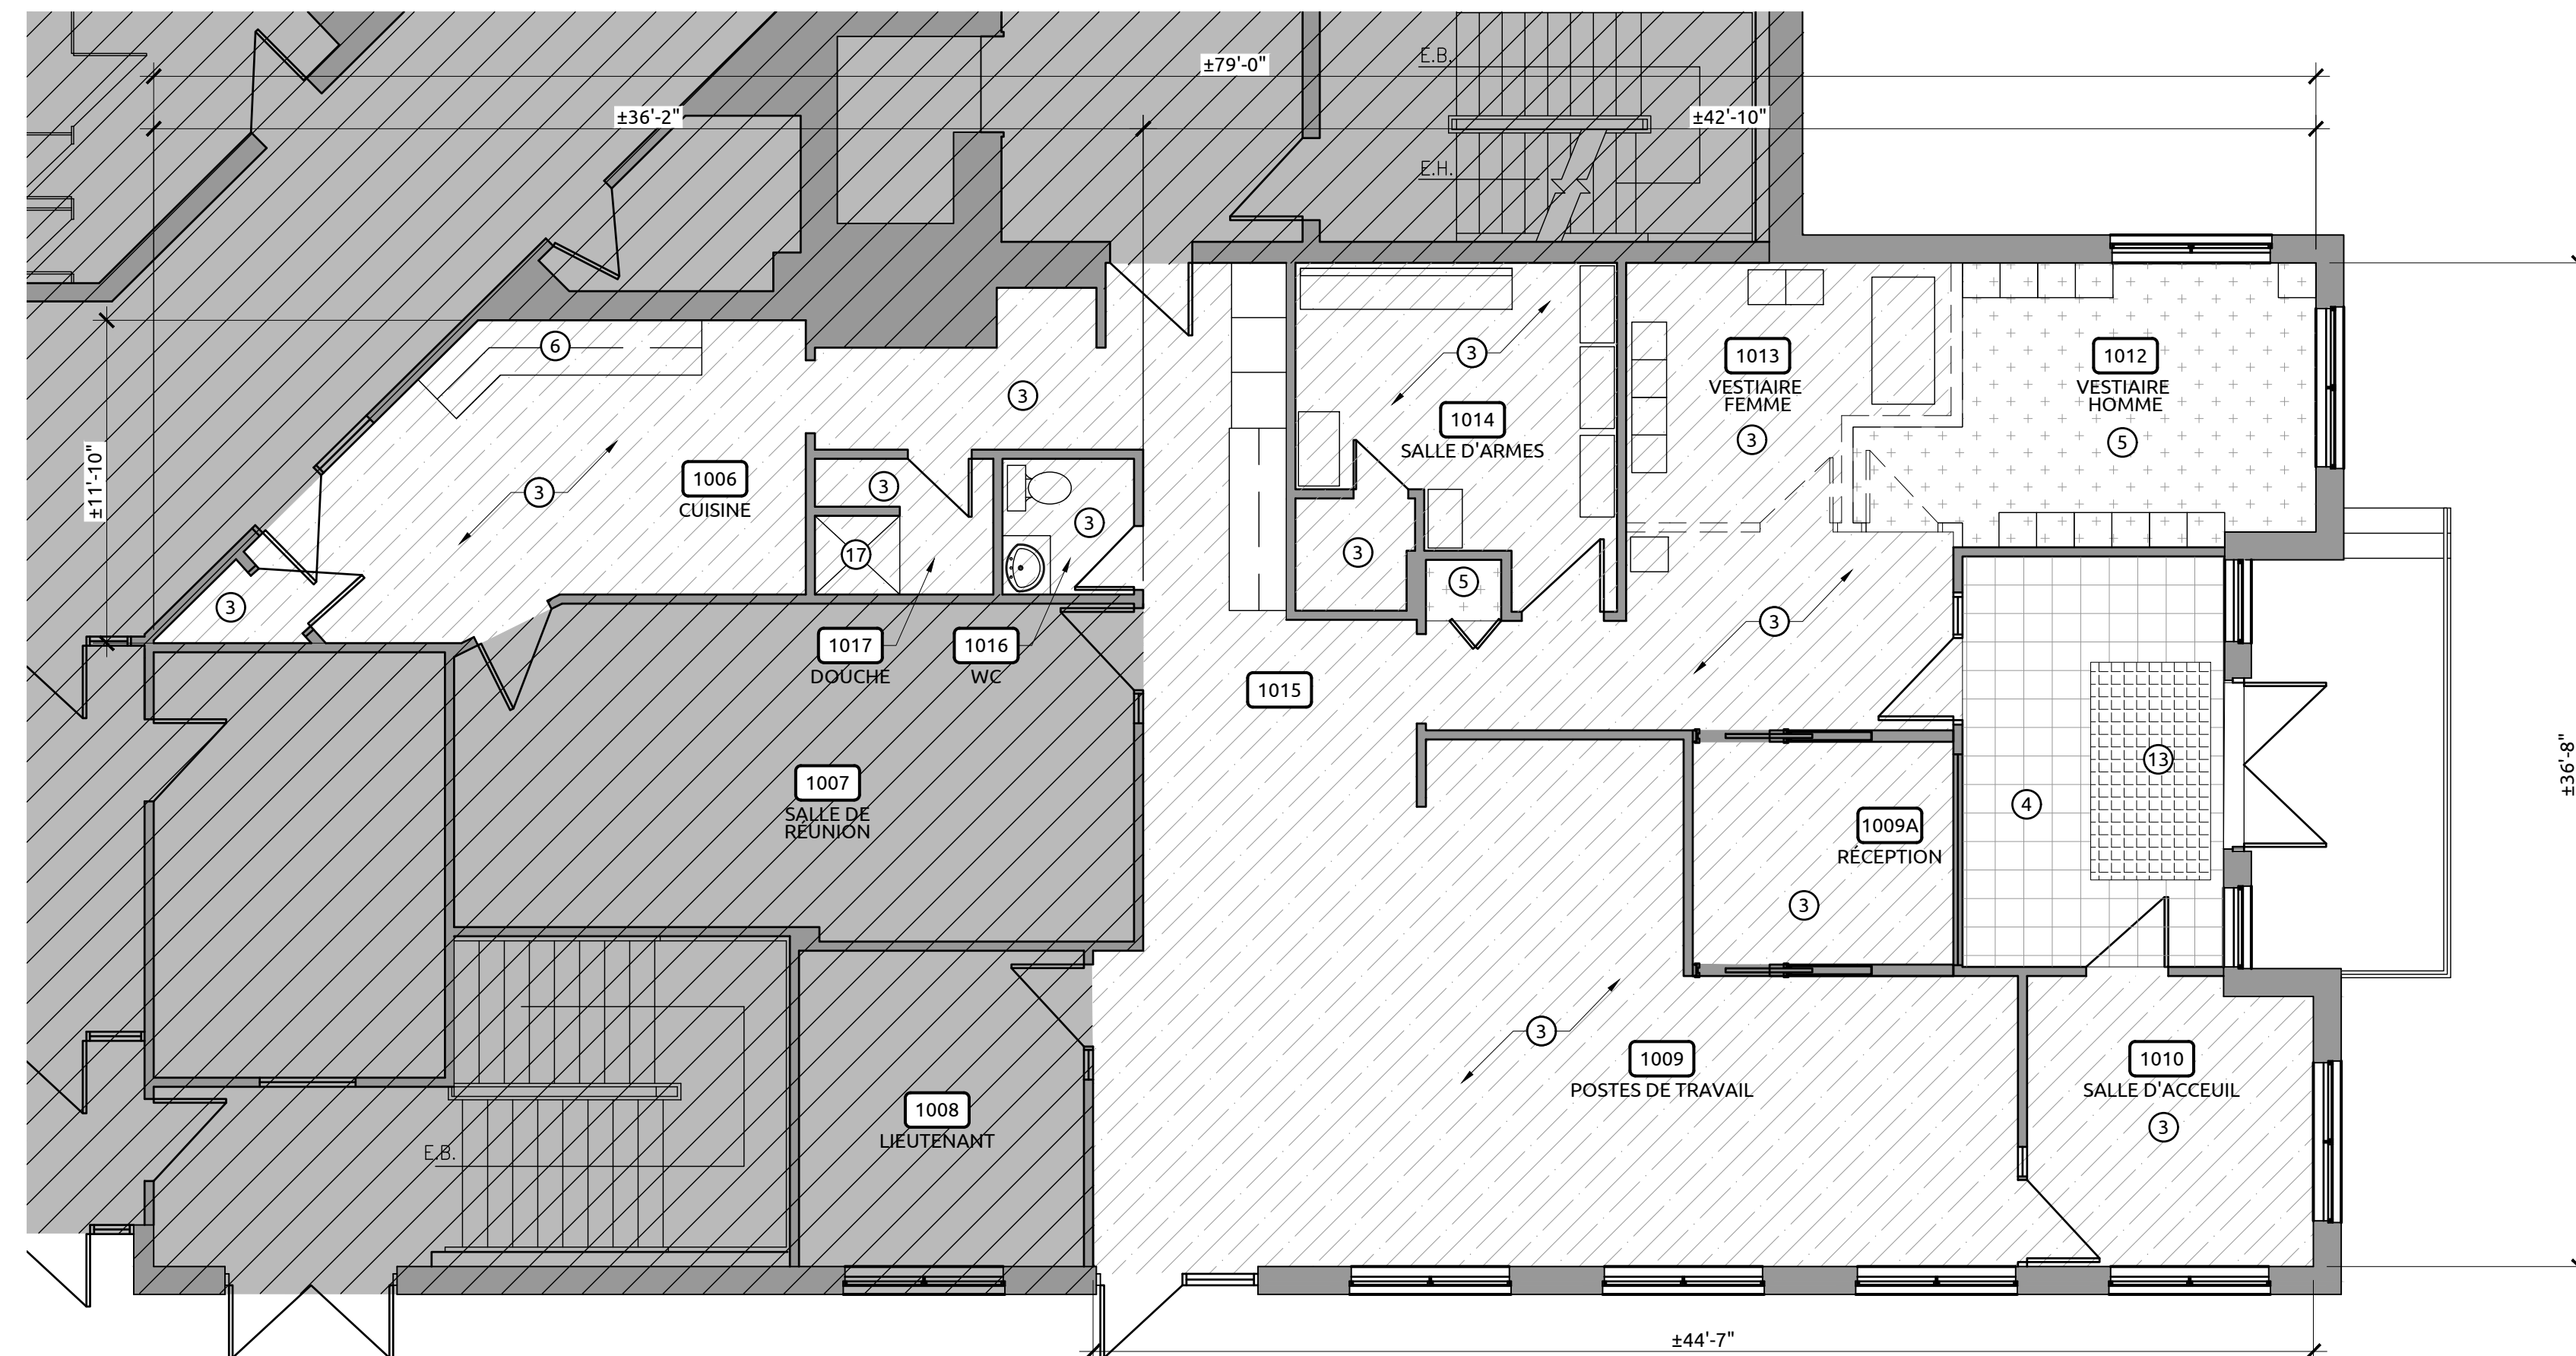 E.B.
±79'-0"
±36'-2"
±42'-10"
E.H.
6
3
3
1013
VESTIAIRE
FEMME
3
1012
VESTIAIRE
HOMME
5
1014
SALLE D'ARMES
±11'-10"
1006
CUISINE
3
3
3
17
3
5
3
3
1017
DOUCHE
1016
WC
1015
1007
SALLE DE
RÉUNION
13
4
±36'-8"
1009A
RÉCEPTION
3
3
1009
POSTES DE TRAVAIL
1010
SALLE D'ACCEUIL
3
1008
LIEUTENANT
E.B.
±44'-7"